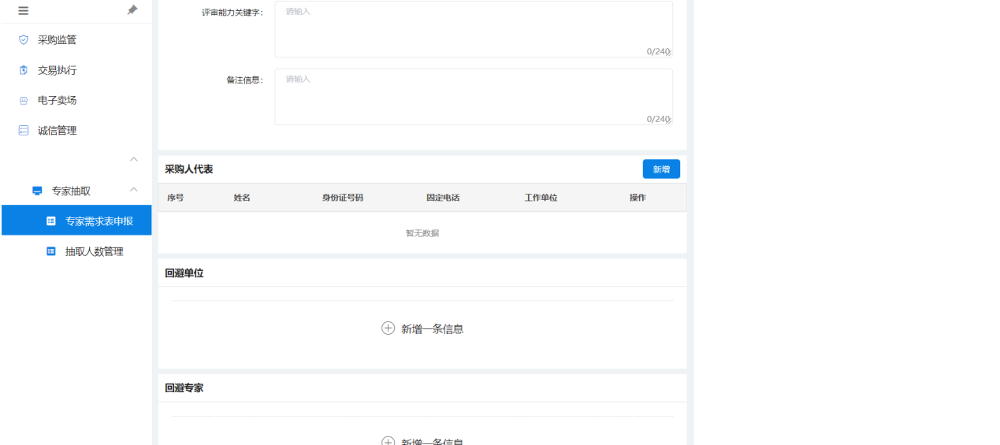 评审能力关键字：
请输入
0/240
备注信息：
请输入
0/240
采购监管
交易执行
电子卖场
诚信管理
专家抽取
专家需求表申报
抽取人数管理
采购人代表
新增
序号 姓名 身份证号码 固定电话 工作单位 操作
暂无数据
回避单位
新增一条信息
回避专家
新增一条信息